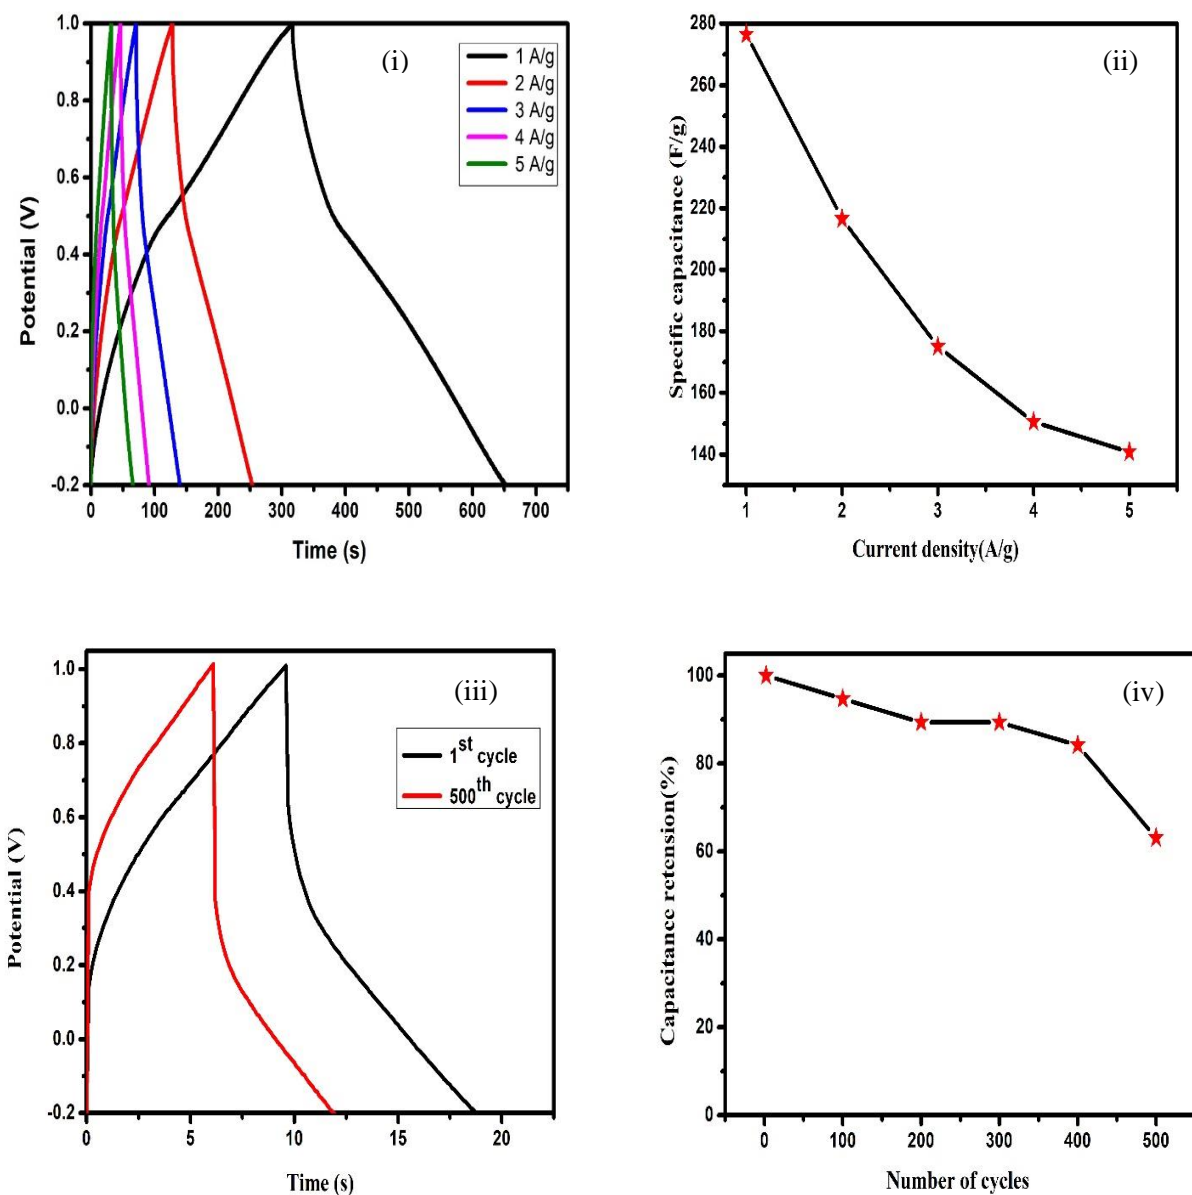 (i)
1 A/g
2 A/g
3 A/g
4 A/g
5 A/g
1.0
0.8
0.6
0.4
0.2
0.0
-0.2
Potential (V)
0 100 200 300 400 500 600 700
Time (s)
(ii)
280
260
240
220
200
180
160
140
Specific capacitance (F/g)
1 2 3 4 5
Current density(A/g)
(iii)
1st cycle
500th cycle
1.0
0.8
0.6
0.4
0.2
0.0
-0.2
Potential (V)
0 5 10 15 20
Time (s)
(iv)
100
80
60
40
20
0
Capacitance retension(%)
0 100 200 300 400 500
Number of cycles